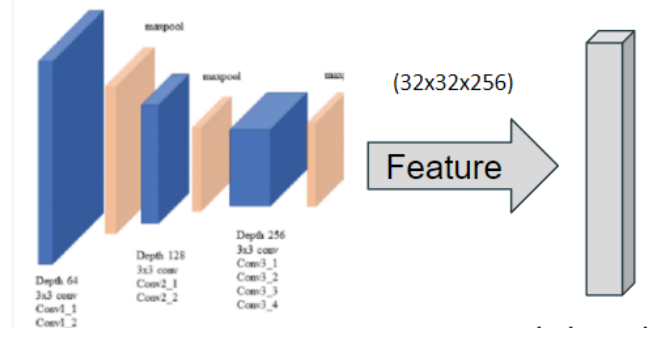 maxpool
maxpool
max
(32x32x256)
Feature
Depth 64
3x3 conv
Conv1_1
Conv1_2
Depth 128
3x3 conv
Conv2_1
Conv2_2
Depth 256
3x3 conv
Conv3_1
Conv3_2
Conv3_3
Conv3_4